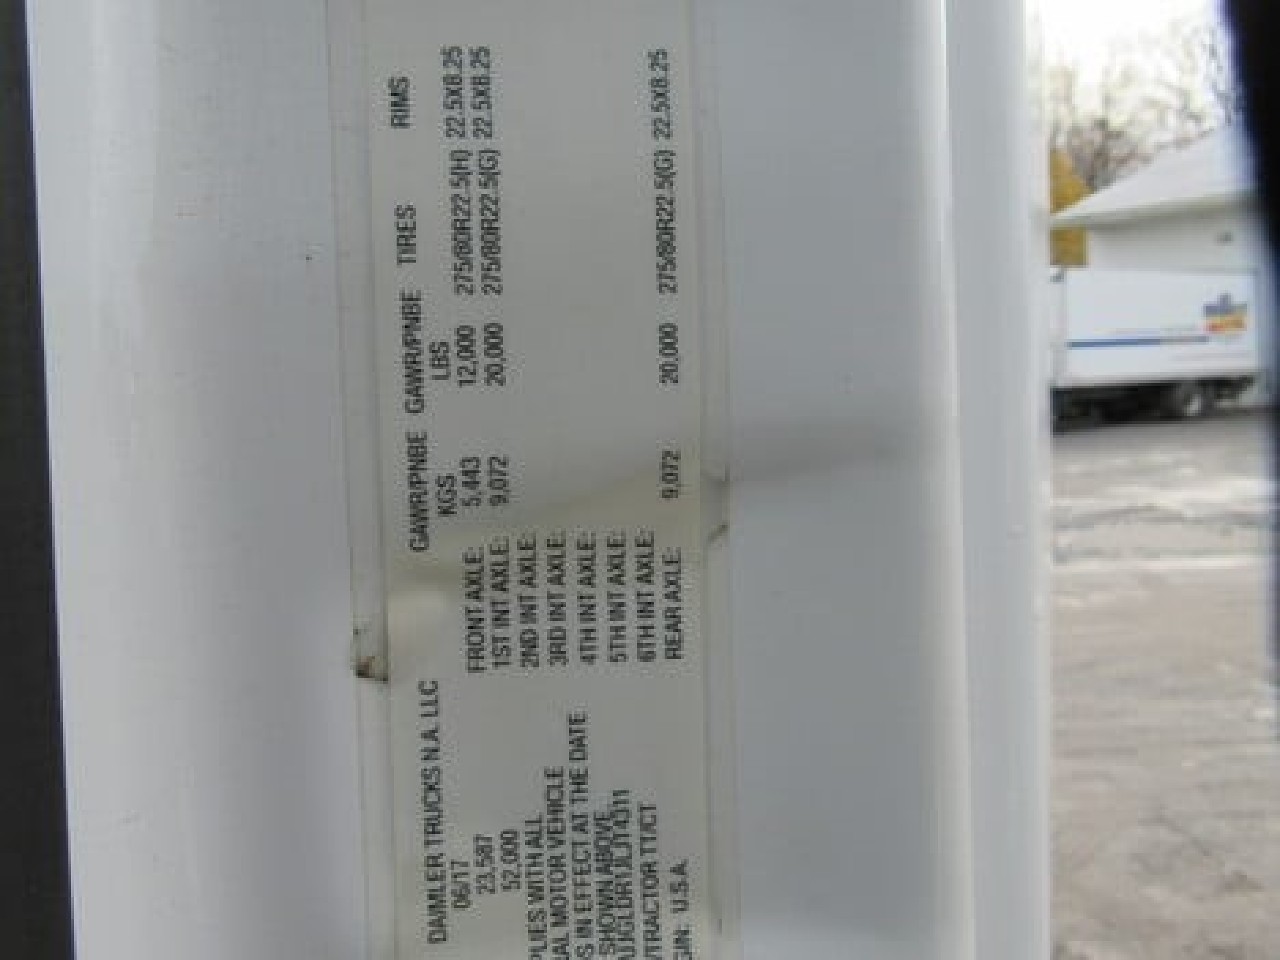 DAIMLER TRUCKS N.A. LLC
06/17
23,587
52,000
PLIES WITH ALL
AL MOTOR VEHICLE
S IN EFFECT AT THE DATE
SHOWN ABOVE
TRACTOR TT/CT
GIN: U.S.A.
GAWR/PNBE GAWR/PNBE TIRES RIMS
KGS LBS
FRONT AXLE: 5,443 12,000 275/80R22.5(H) 22.5X8.25
1ST INT AXLE: 9,072 20,000 275/80R22.5(G) 22.5X8.25
2ND INT AXLE:
3RD INT AXLE:
4TH INT AXLE:
5TH INT AXLE:
6TH INT AXLE:
REAR AXLE: 9,072 20,000 275/80R22.5(G) 22.5X8.25